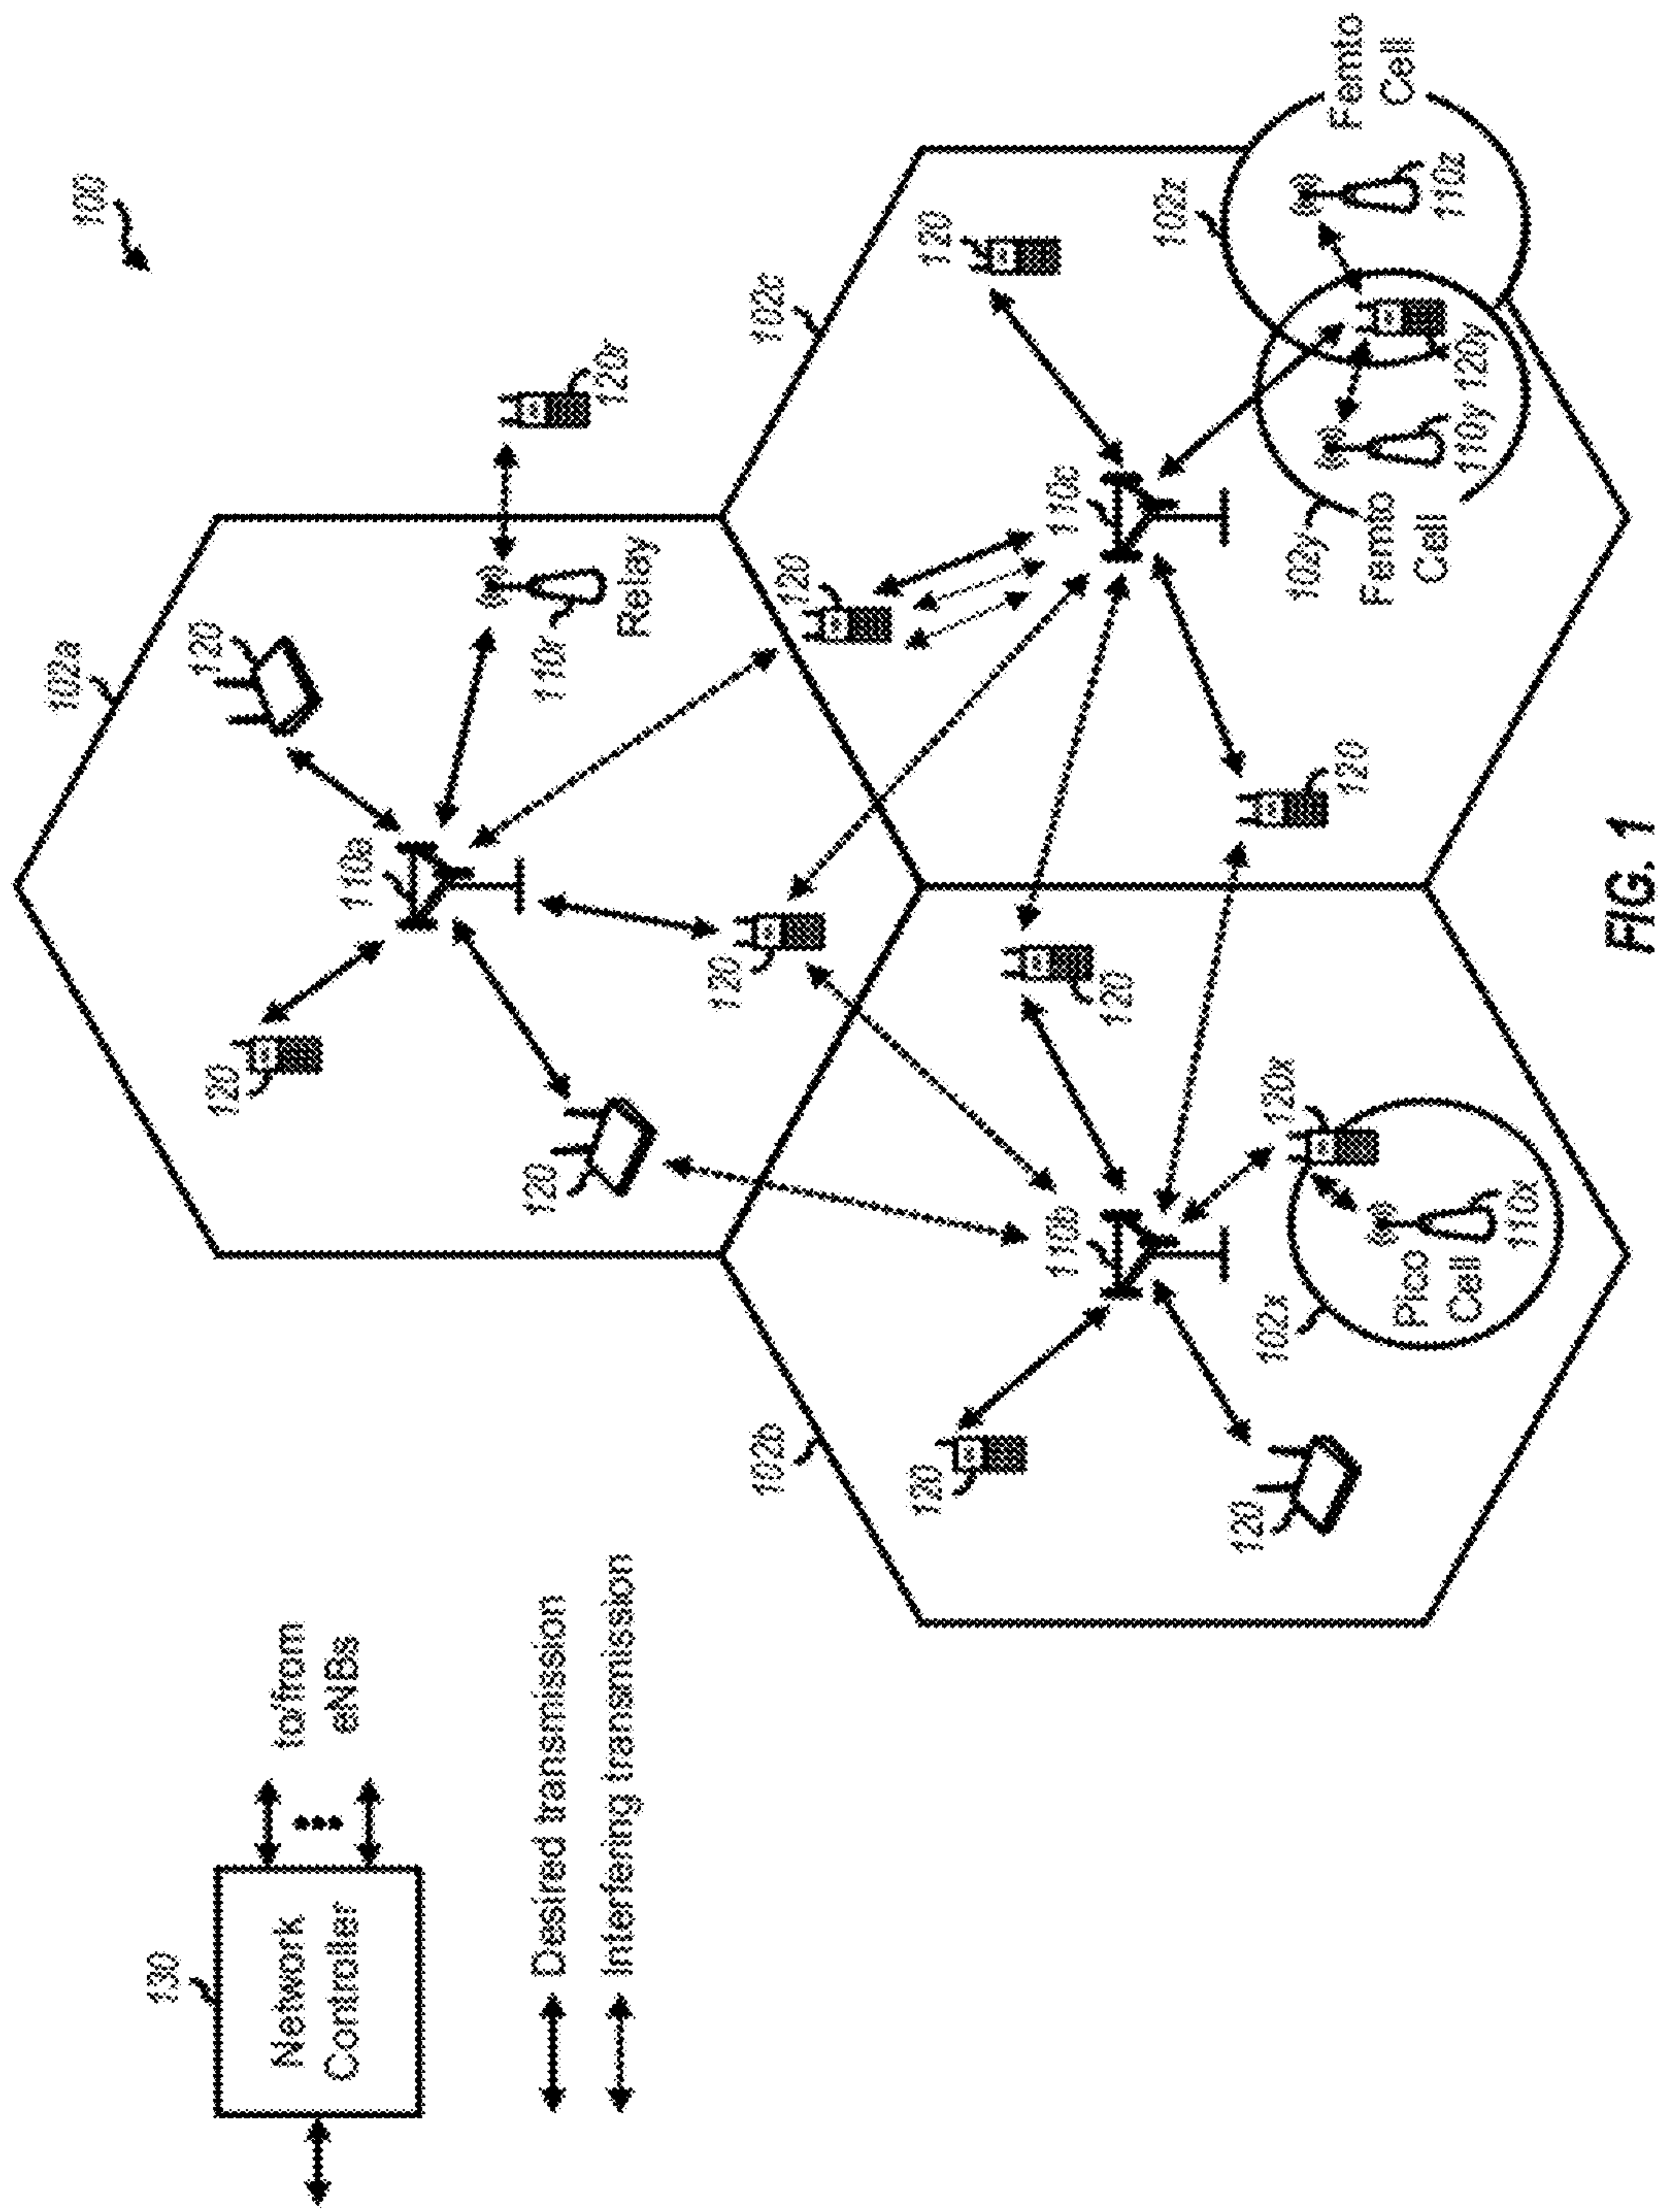 100
130
Network
Controller
to/from
eNBs
Desired transmission
Interfering transmission
102a
120
110a
120
120
120
110r
Relay
120r
102b
120
110b
120
120
120x
102x
Pico
Cell
110x
102c
120
110c
120
120
102y
Femto
Cell
110y
120y
102z
110z
Femto
Cell
FIG. 1